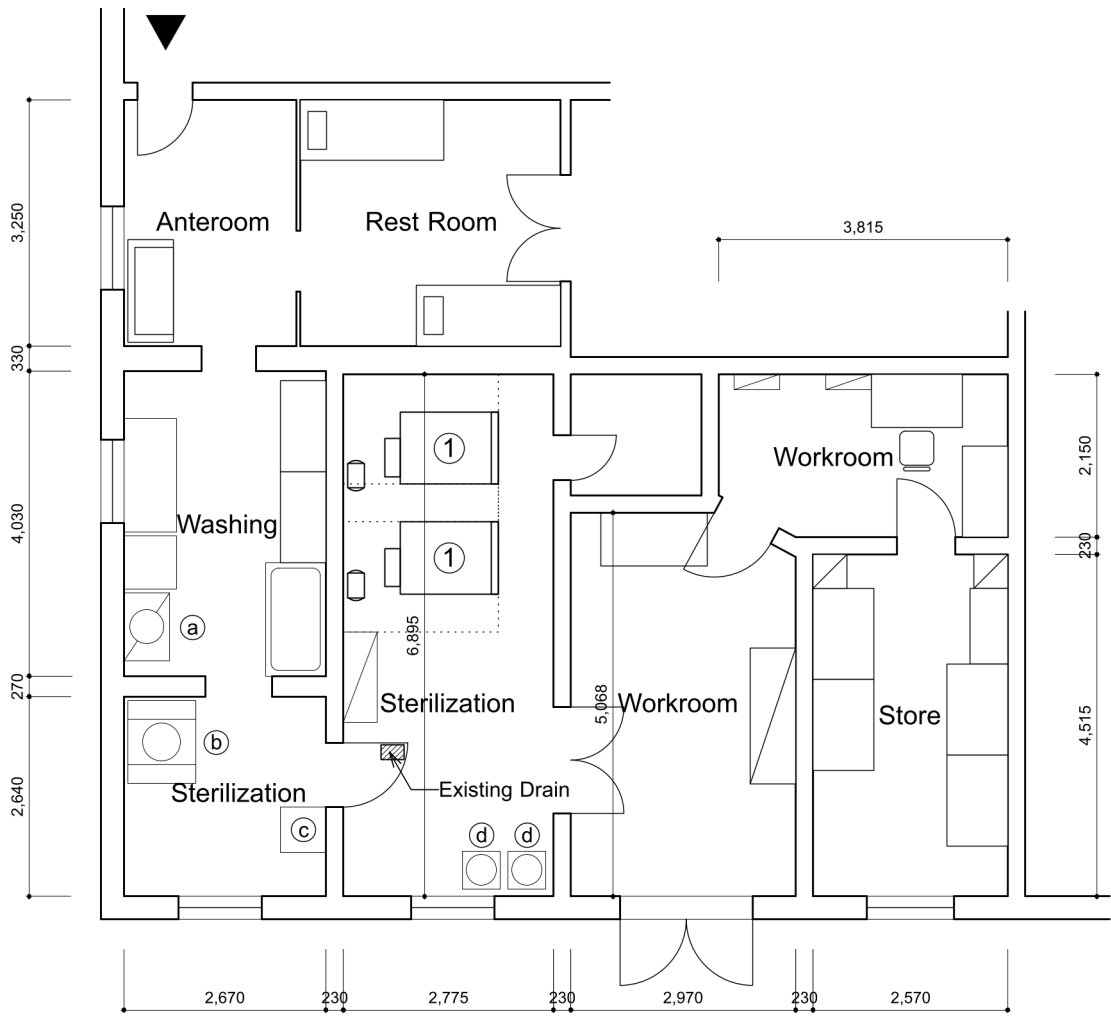 3,250
Anteroom
Rest Room
3,815
330
4,030
1
Workroom
2,150
Washing
230
1
a
6,895
270
Sterilization
5,068
Workroom
Store
4,515
b
2,640
Sterilization
Existing Drain
c
d
d
2,670
230
2,775
230
2,970
230
2,570